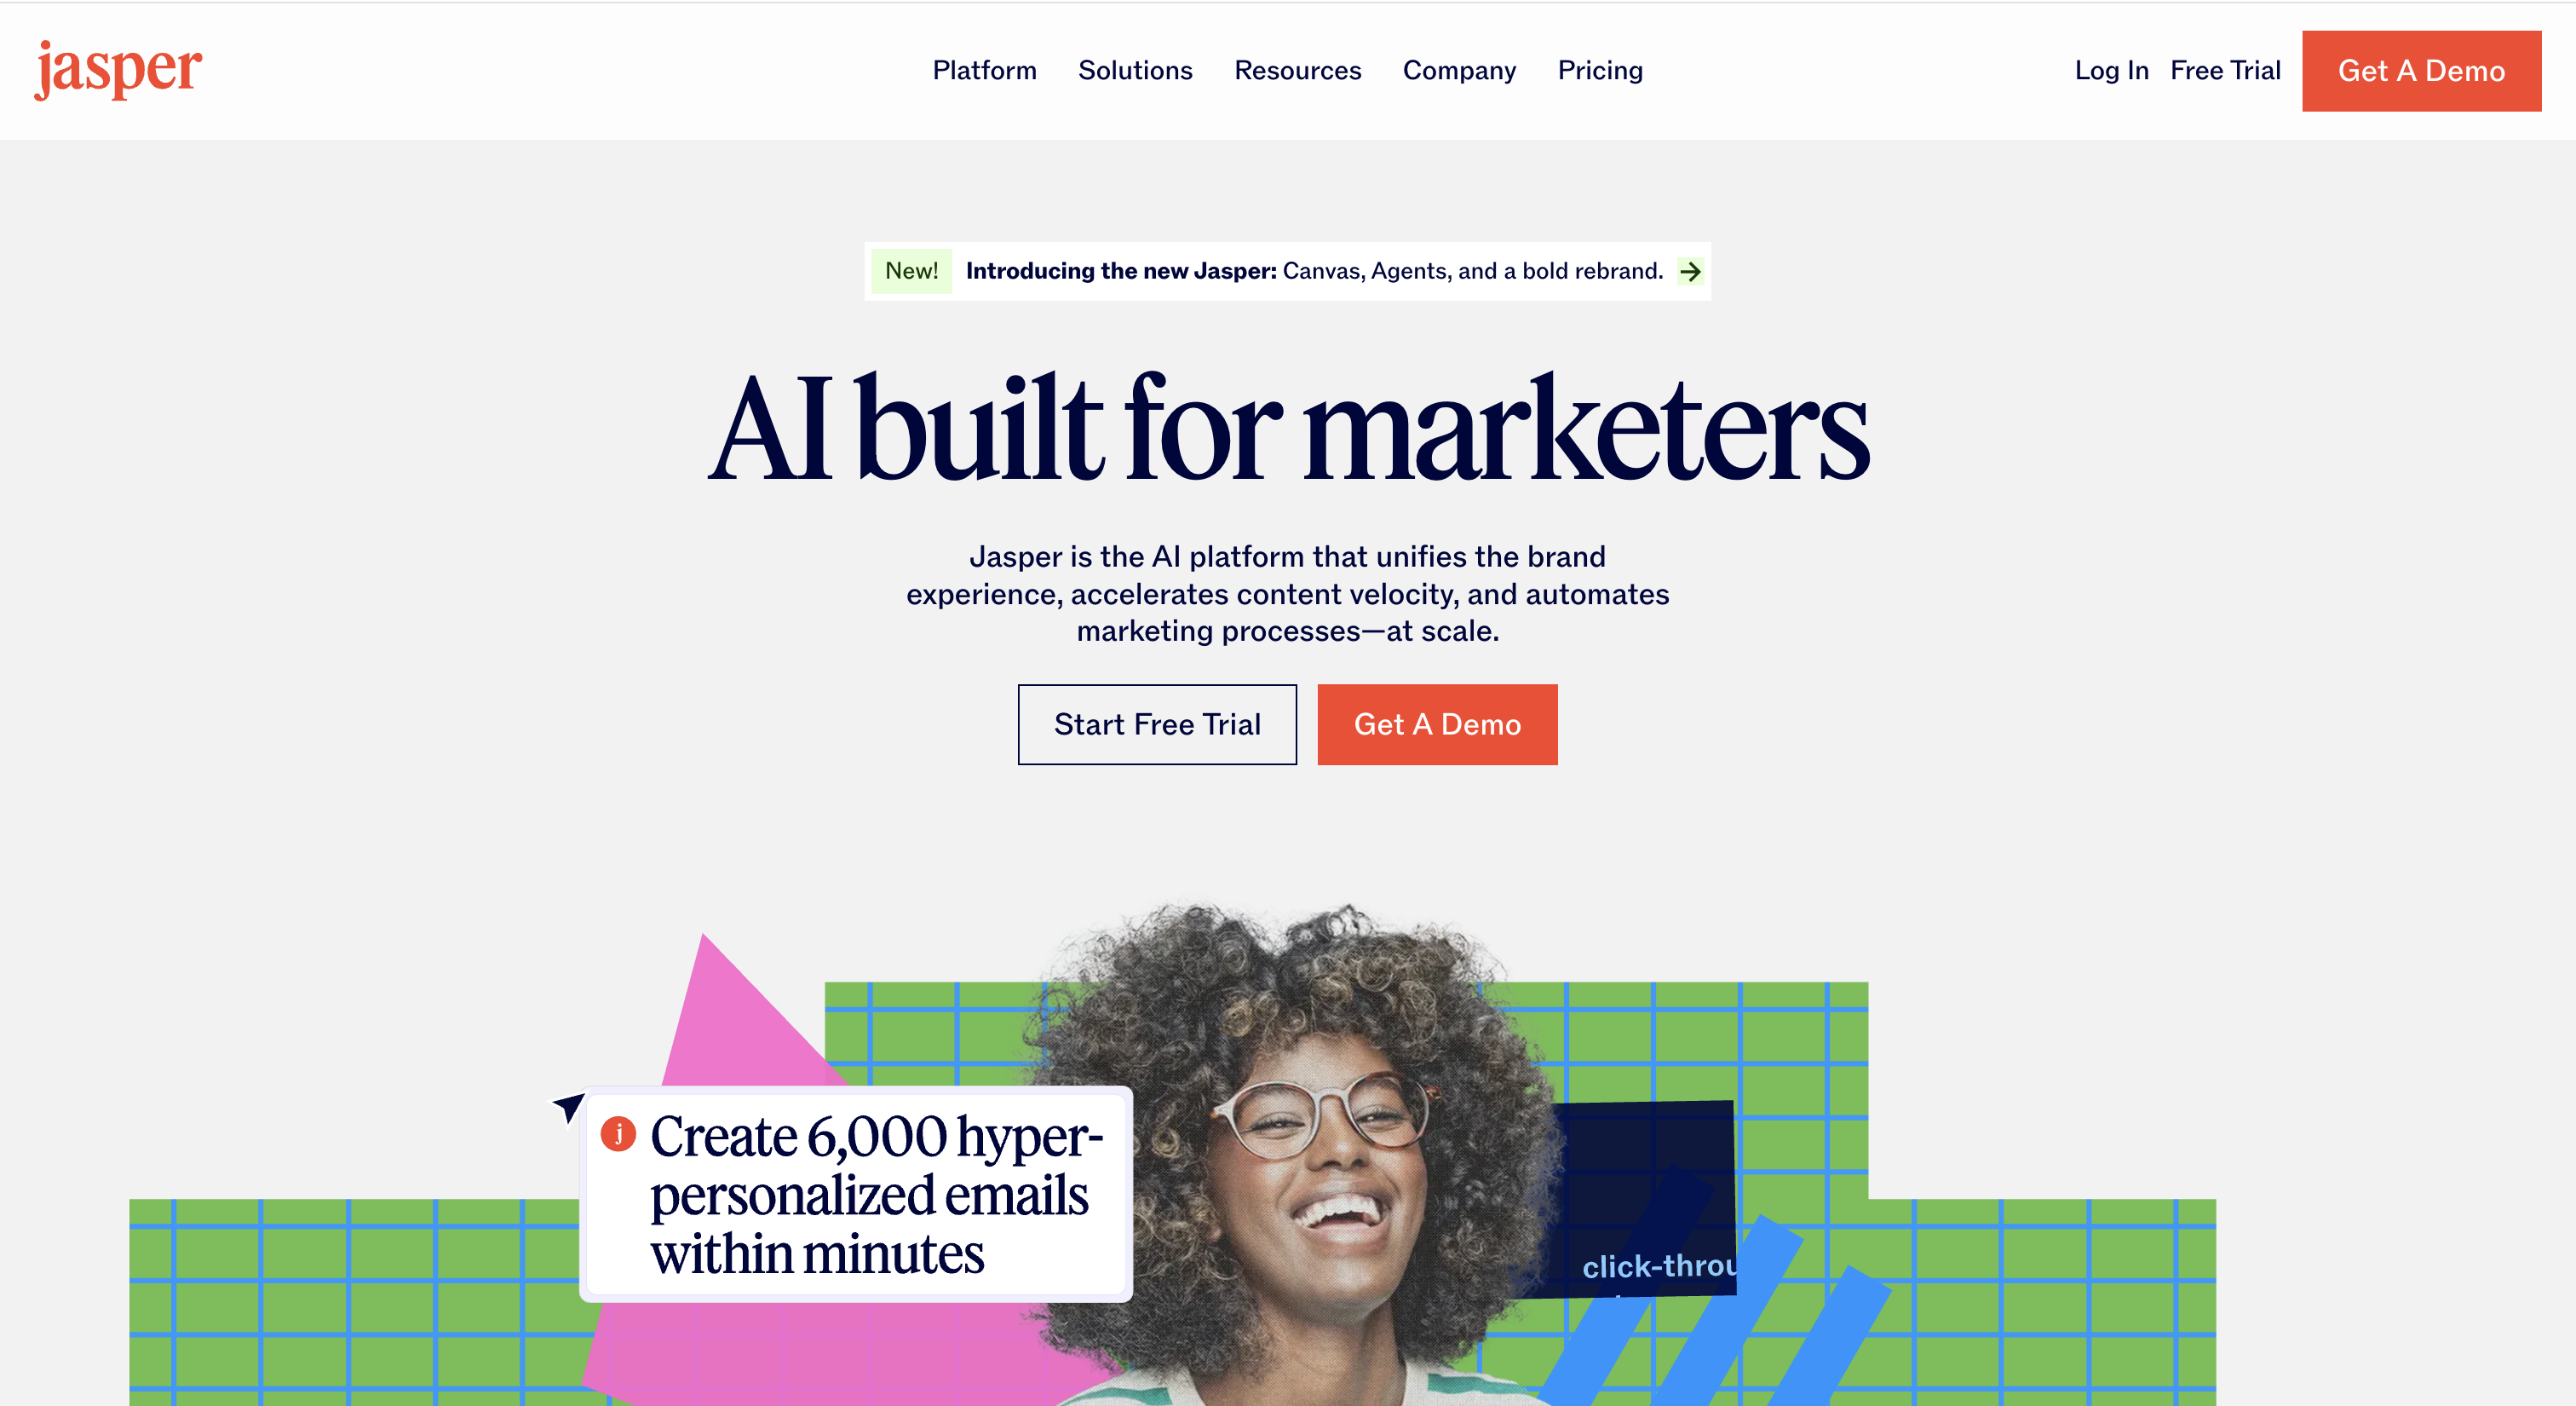 jasper
Platform Solutions Resources Company Pricing
Log In Free Trial Get A Demo
New! Introducing the new Jasper: Canvas, Agents, and a bold rebrand.
AI built for marketers
Jasper is the AI platform that unifies the brand
experience, accelerates content velocity, and automates
marketing processes—at scale.
Start Free Trial Get A Demo
j Create 6,000 hyper-
personalized emails
within minutes